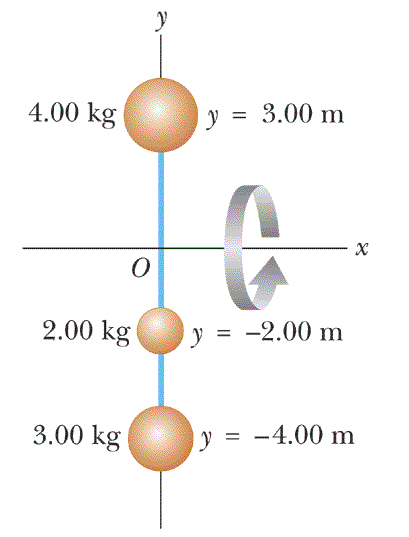 y
4.00 kg y = 3.00 m
x
O
2.00 kg y = −2.00 m
3.00 kg y = −4.00 m